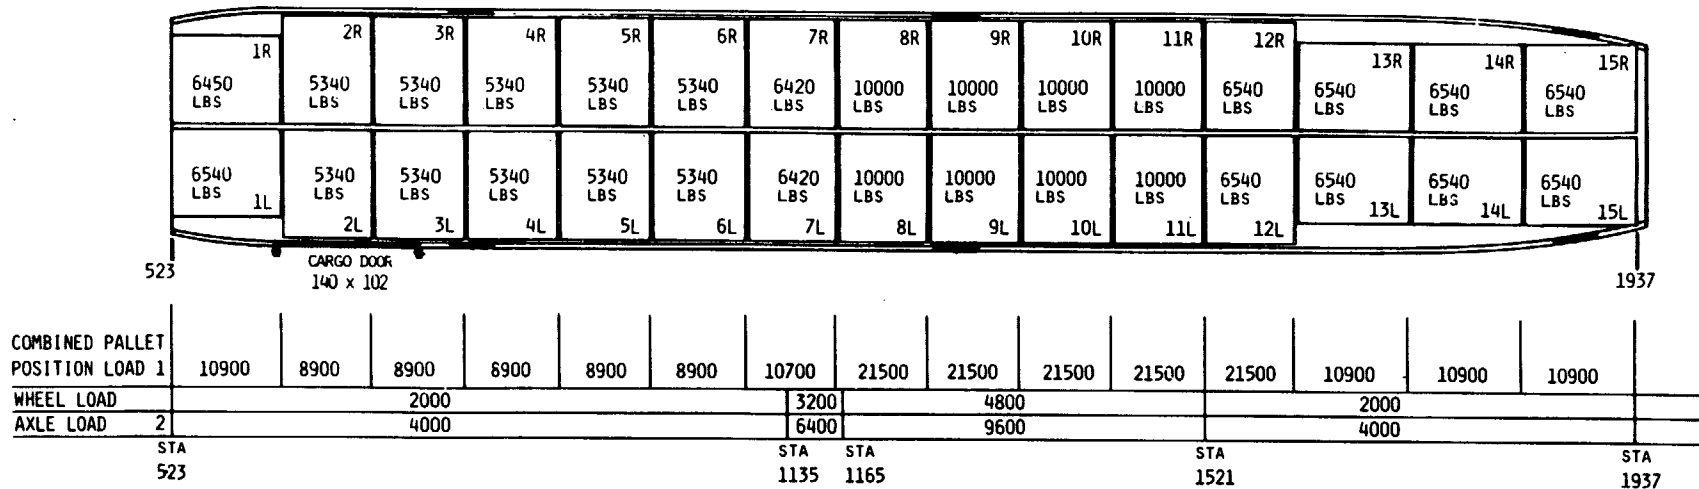 1R 2R 3R 4R 5R 6R 7R 8R 9R 10R 11R 12R 13R 14R 15R
6450 5340 5340 5340 5340 5340 6420 10000 10000 10000 10000 6540 6540 6540 6540
LBS LBS LBS LBS LBS LBS LBS LBS LBS LBS LBS LBS LBS LBS LBS
6540 5340 5340 5340 5340 5340 6420 10000 10000 10000 10000 6540 6540 6540 6540
LBS LBS LBS LBS LBS LBS LBS LBS LBS LBS LBS LBS LBS LBS LBS
1L 2L 3L 4L 5L 6L 7L 8L 9L 10L 11L 12L 13L 14L 15L
523 CARGO DOOR 1937
140 x 102
COMBINED PALLET
POSITION LOAD 1 10900 8900 8900 8900 8900 8900 10700 21500 21500 21500 21500 21500 10900 10900 10900
WHEEL LOAD 2000 3200 4800 2000
AXLE LOAD 2 4000 6400 9600 4000
STA STA STA STA STA
523 1135 1165 1521 1937